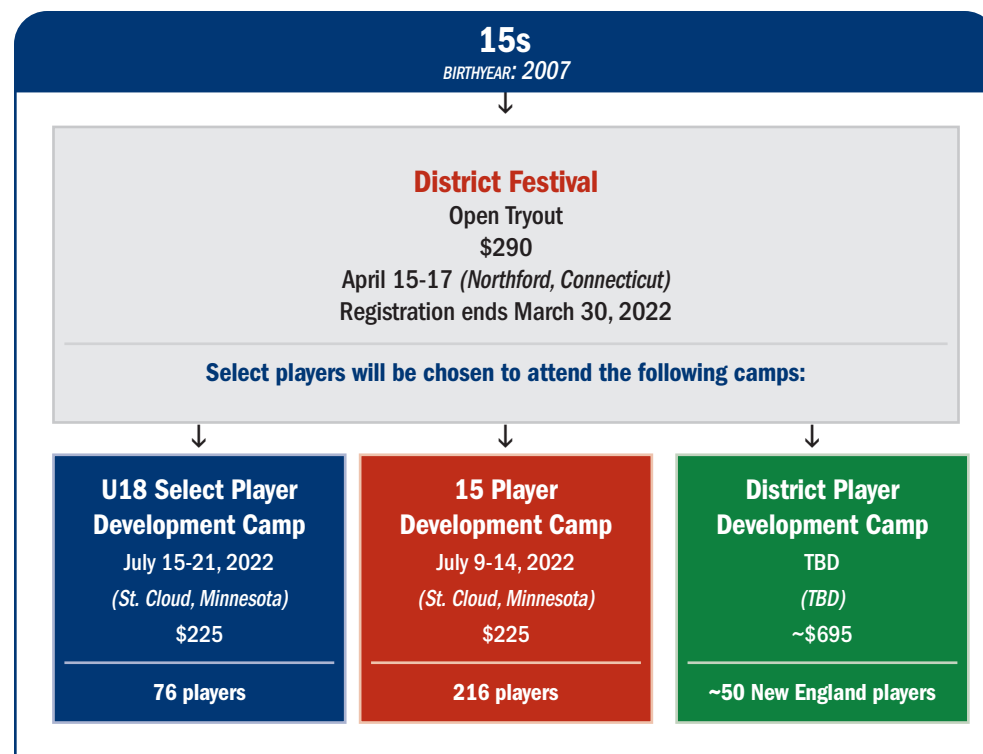 15s
BIRTHYEAR: 2007
District Festival
Open Tryout
$290
April 15-17 (Northford, Connecticut)
Registration ends March 30, 2022
Select players will be chosen to attend the following camps:
U18 Select Player
Development Camp
July 15-21, 2022
(St. Cloud, Minnesota)
$225
76 players
15 Player
Development Camp
July 9-14, 2022
(St. Cloud, Minnesota)
$225
216 players
District Player
Development Camp
TBD
(TBD)
~$695
~50 New England players